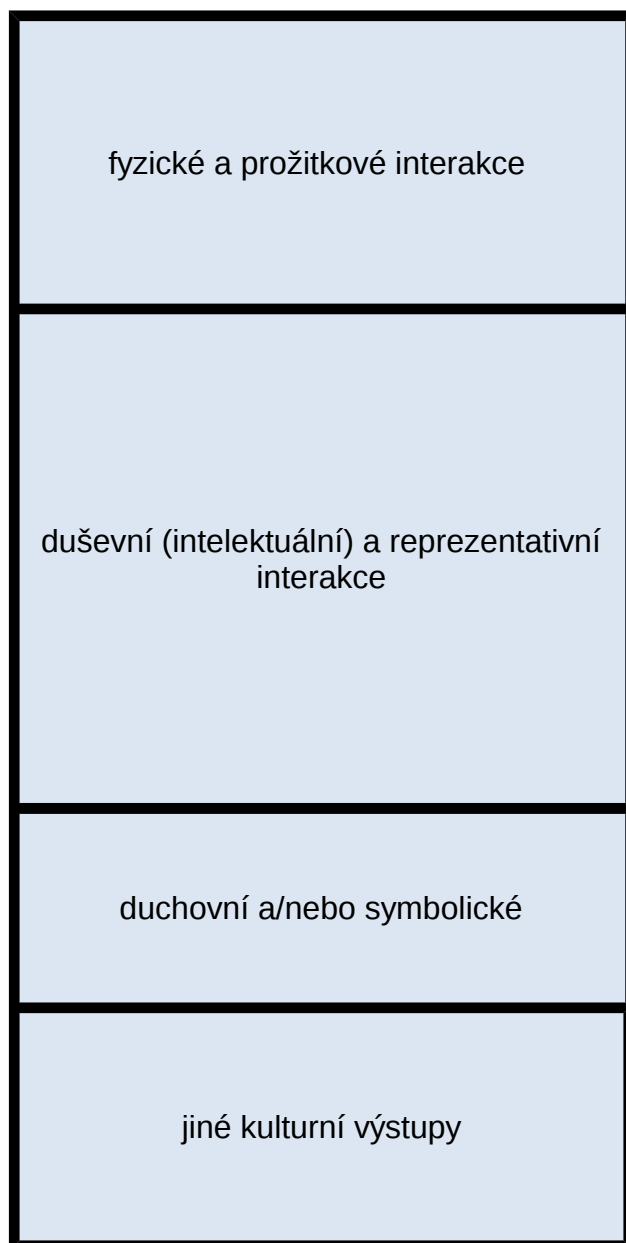 fyzické a prožitkové interakce
duševní (intelektuální) a reprezentativní
interakce
duchovní a/nebo symbolické
jiné kulturní výstupy